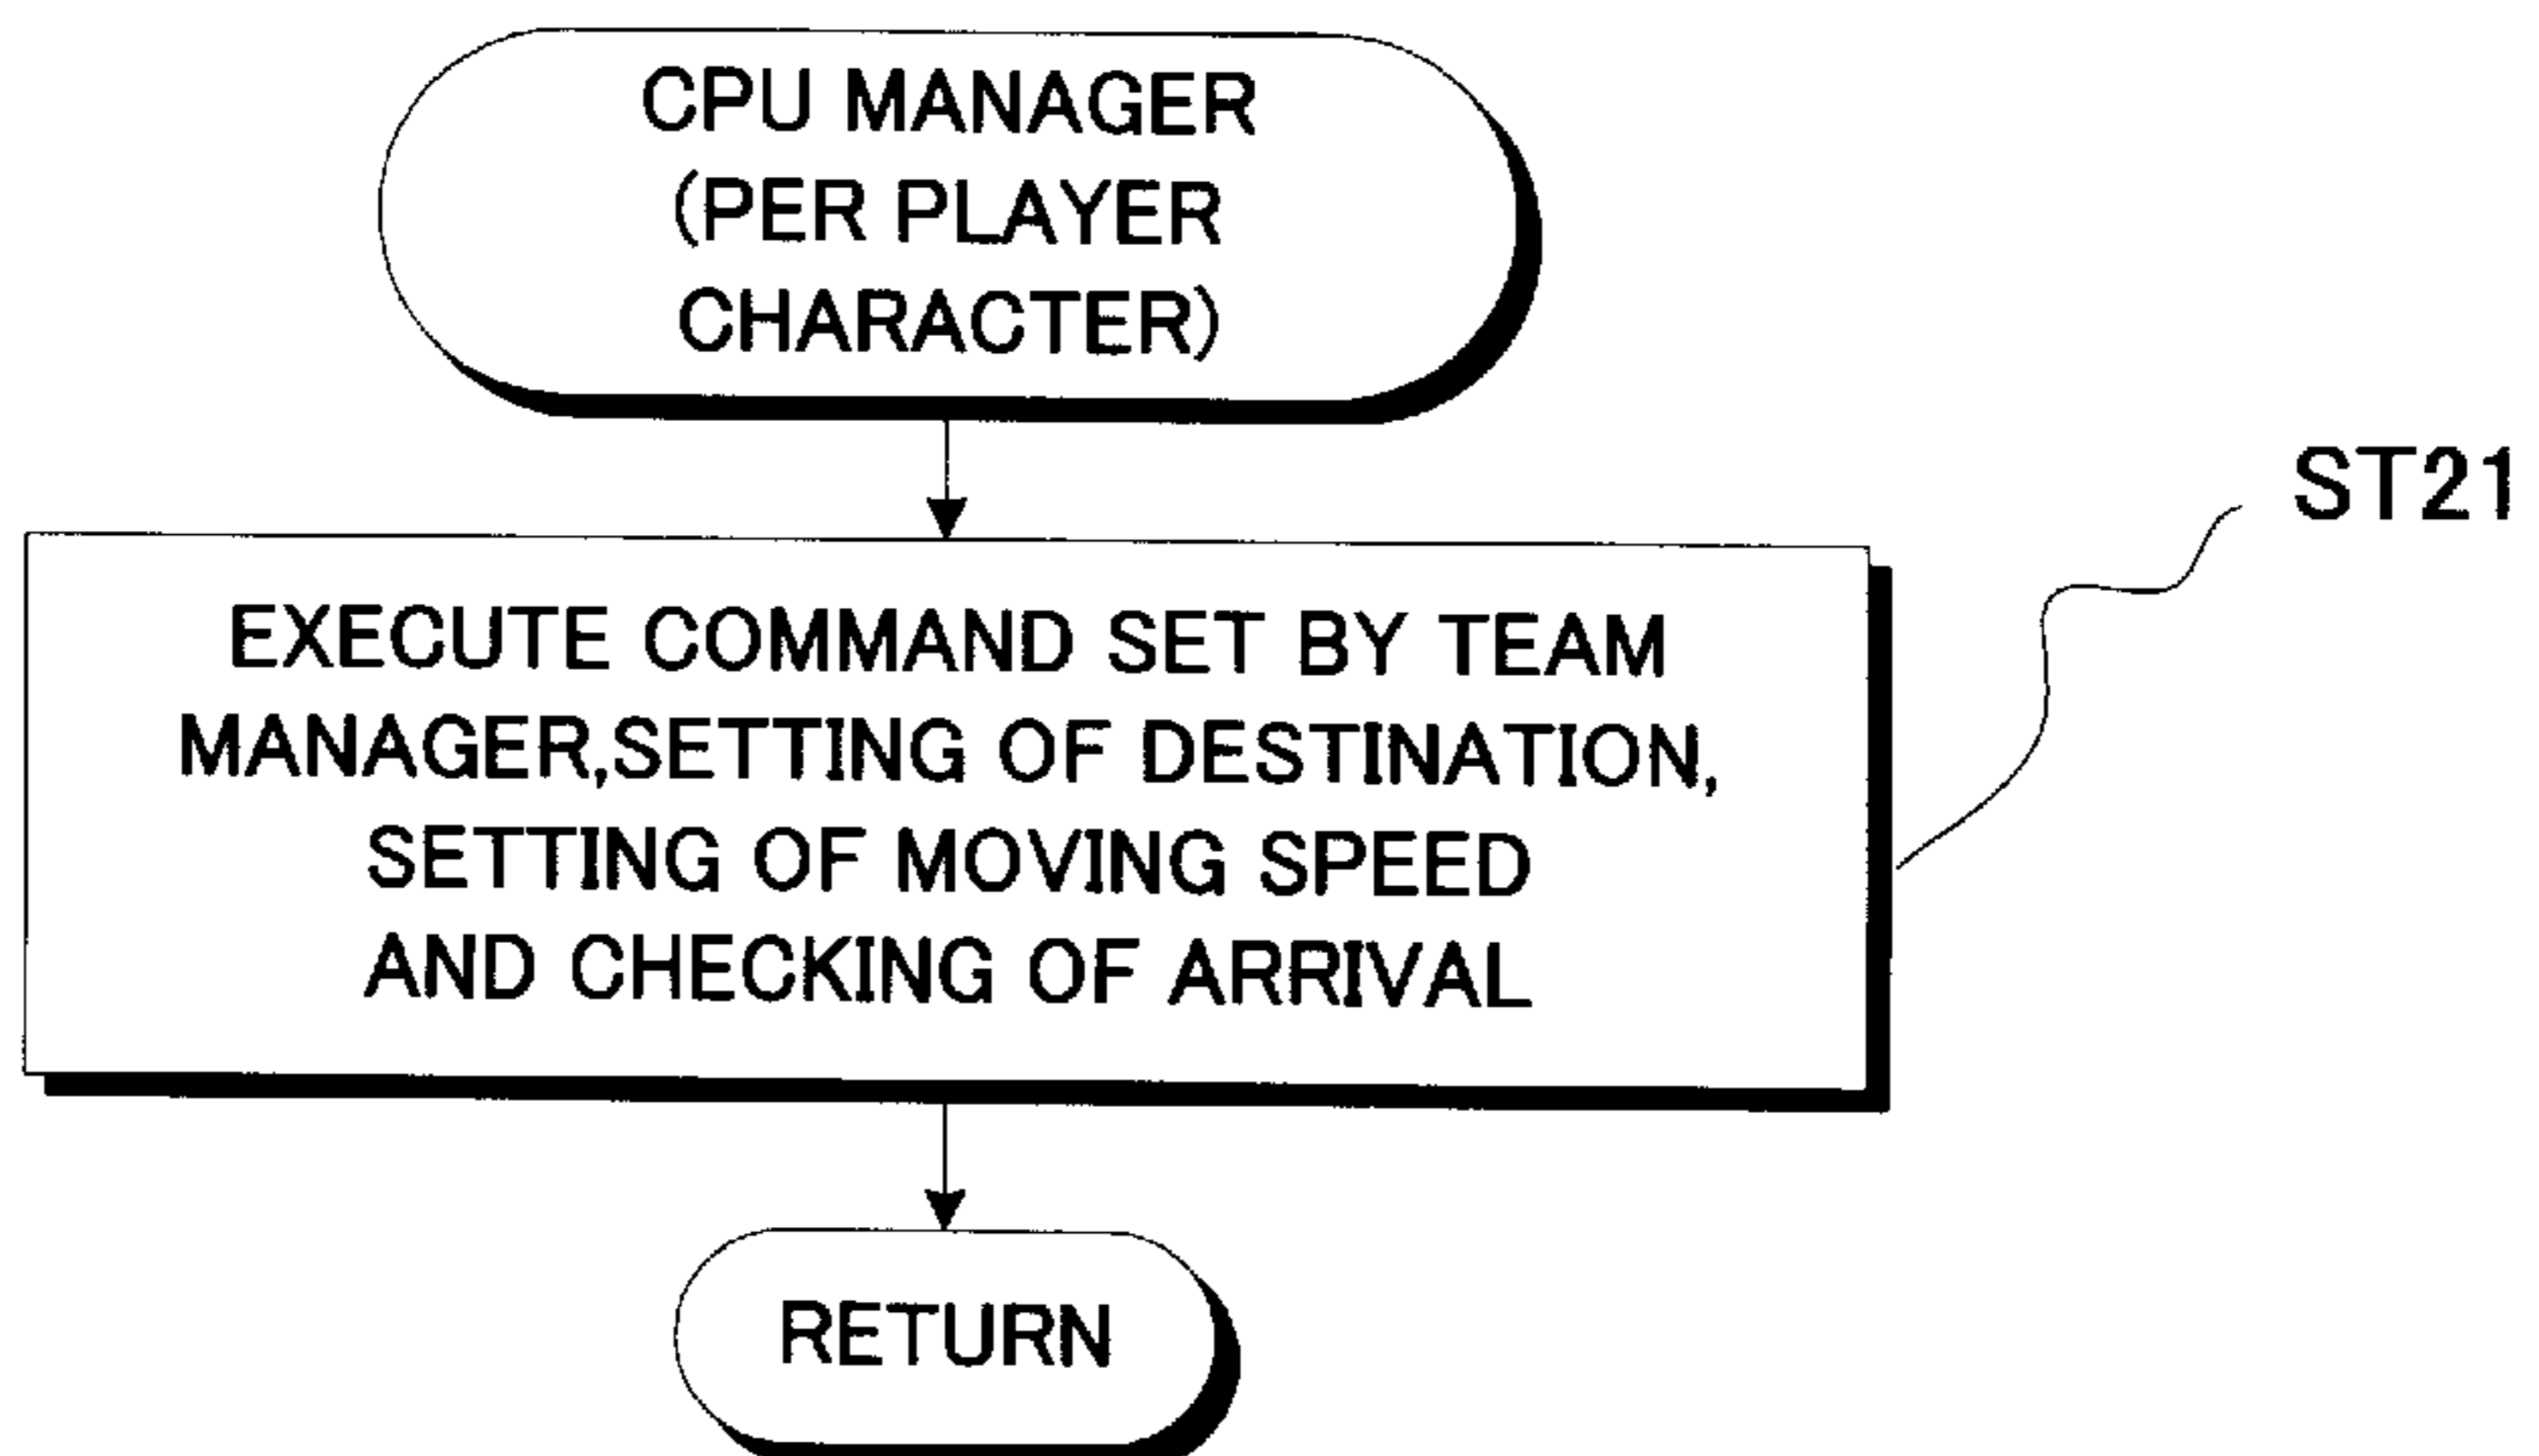 CPU MANAGER
(PER PLAYER
CHARACTER)
ST21
EXECUTE COMMAND SET BY TEAM
MANAGER,SETTING OF DESTINATION,
SETTING OF MOVING SPEED
AND CHECKING OF ARRIVAL
RETURN